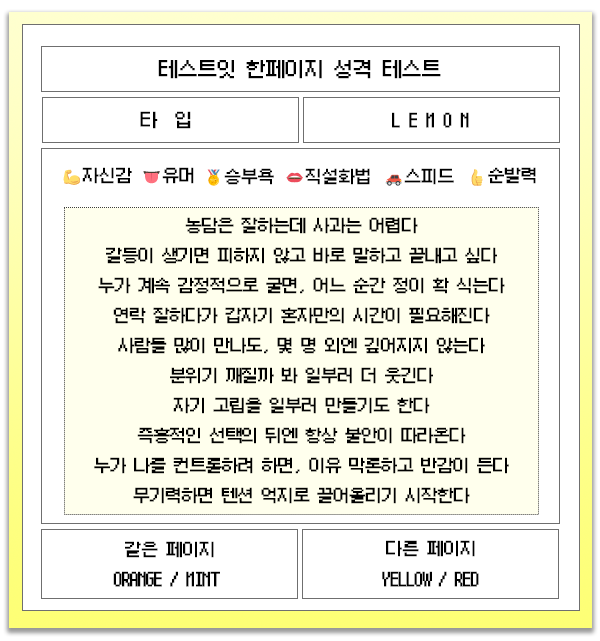 테스트잇 한페이지 성격 테스트
타 입
LEMON
💪자신감 👅유머 🏅승부욕 👄직설화법 🚗스피드 👍순발력
농담은 잘하는데 사과는 어렵다
갈등이 생기면 피하지 않고 바로 말하고 끝내고 싶다
누가 계속 감정적으로 굴면, 어느 순간 정이 확 식는다
연락 잘하다가 갑자기 혼자만의 시간이 필요해진다
사람들 많이 만나도, 몇 명 외엔 깊어지지 않는다
분위기 깨질까 봐 일부러 더 웃긴다
자기 고립을 일부러 만들기도 한다
즉흥적인 선택의 뒤엔 항상 불안이 따라온다
누가 나를 컨트롤하려 하면, 이유 막론하고 반감이 든다
무기력하면 텐션 억지로 끌어올리기 시작한다
같은 페이지
ORANGE / MINT
다른 페이지
YELLOW / RED